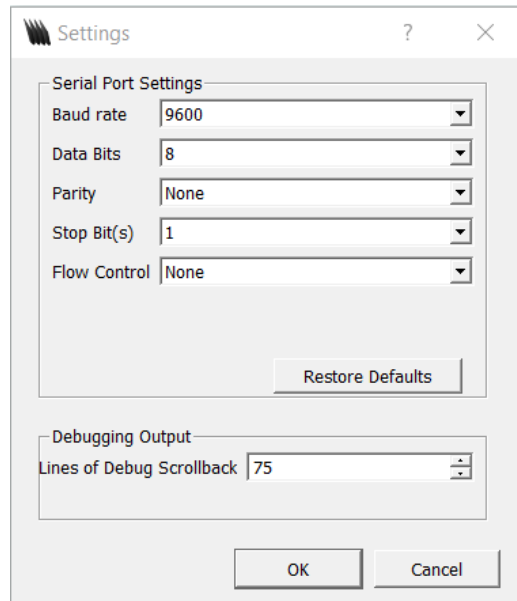 Settings ?
Serial Port Settings
Baud rate 9600
Data Bits 8
Parity None
Stop Bit(s) 1
Flow Control None
Restore Defaults
Debugging Output
Lines of Debug Scrollback 75
OK Cancel